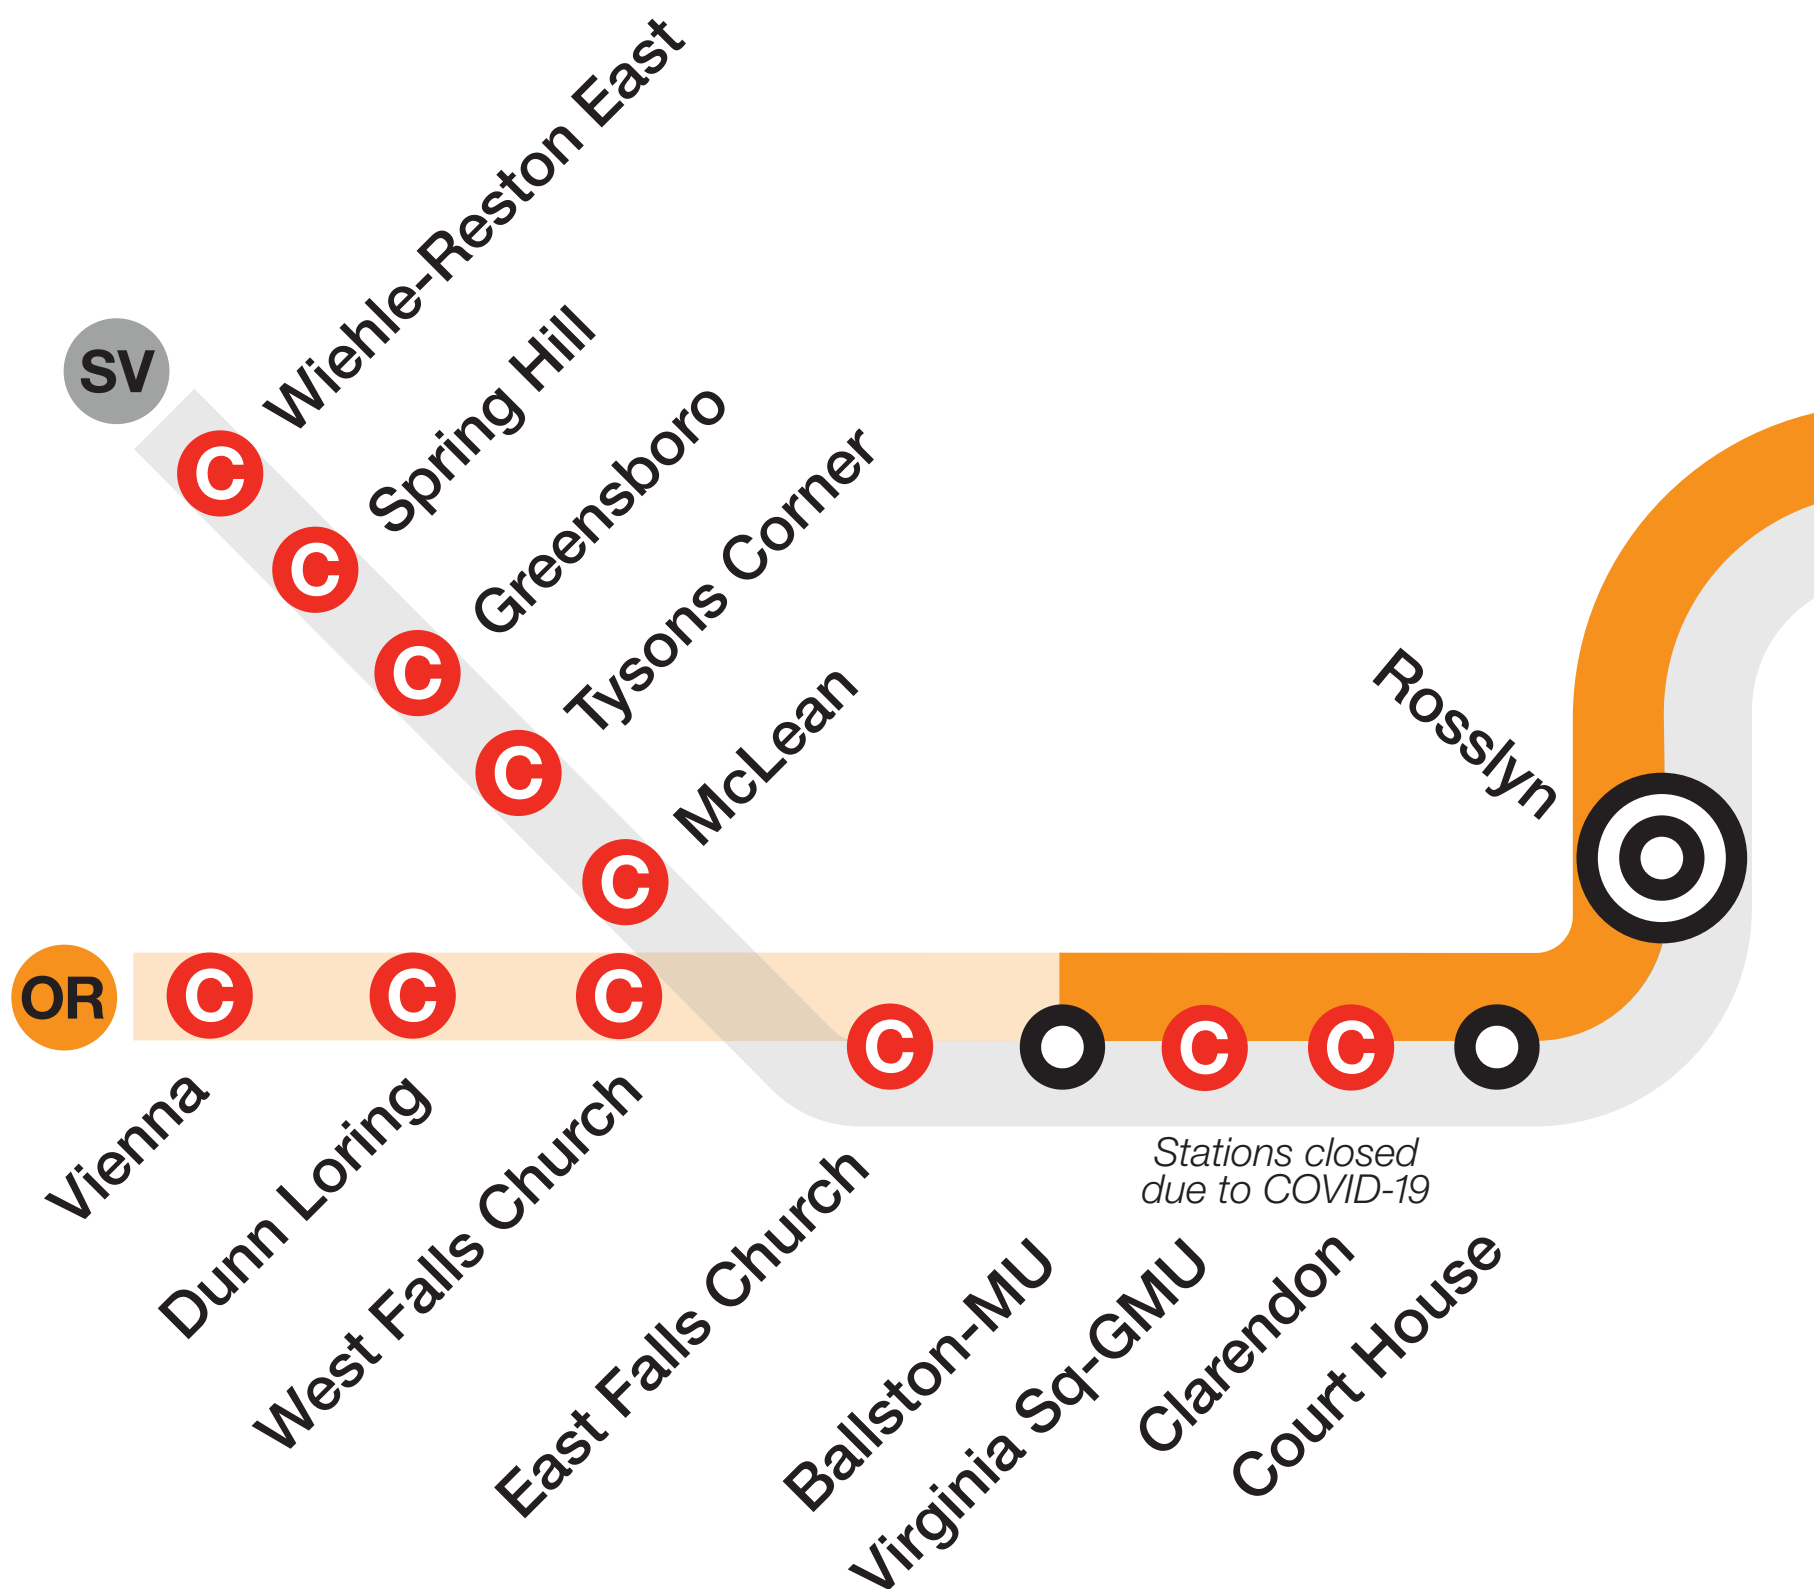 SV
C
Wiehle-Reston East
C
Spring Hill
C
Greensboro
C
Tysons Corner
C
McLean
Rosslyn
OR
C
C
C
C
C
C
Vienna
Dunn Loring
West Falls Church
East Falls Church
Stations closed
due to COVID-19
Ballston-MU
Virginia Sq-GMU
Clarendon
Court House